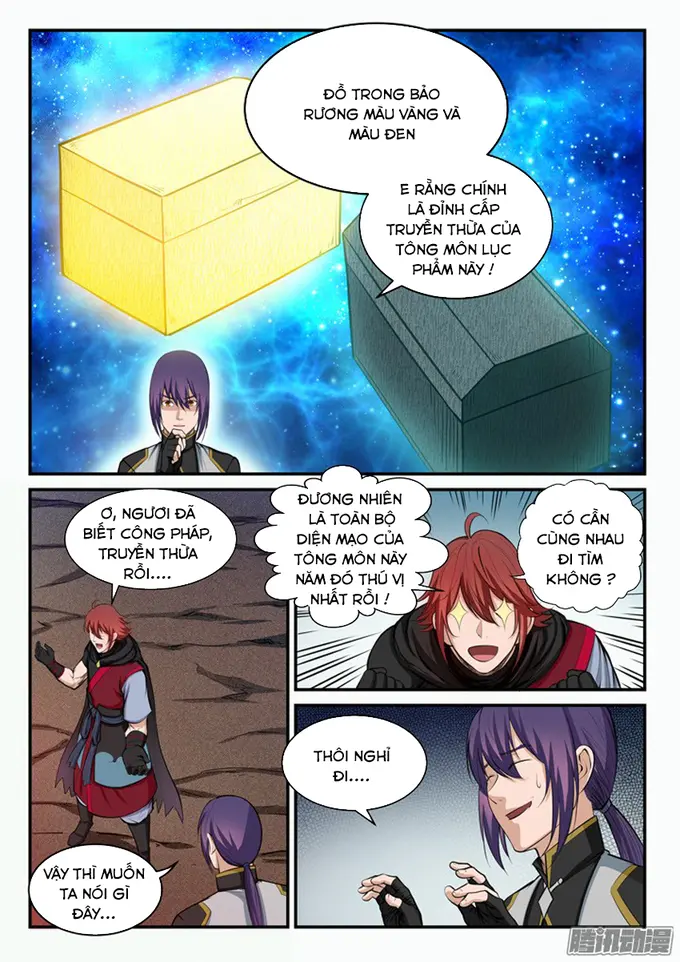 ĐỒ TRONG BẢO
RƯƠNG MÀU VÀNG VÀ
MÀU ĐEN
E RẰNG CHÍNH
LÀ ĐỈNH CẤP
TRUYỀN THỪA CỦA
TÔNG MÔN LỤC
PHẨM NÀY !
Ơ, NGƯƠI ĐÃ
BIẾT CÔNG PHÁP,
TRUYỀN THỪA
RỒI....
VẬY THÌ MUỐN
TA NÓI GÌ
ĐÂY...
ĐƯƠNG NHIÊN
LÀ TOÀN BỘ
DIỆN MẠO CỦA
TÔNG MÔN NÀY
NĂM ĐÓ THÚ VỊ
NHẤT RỒI !
CÓ CẦN
CÙNG NHAU
ĐI TÌM
KHÔNG ?
THÔI NGHỈ
ĐI....
腾讯动漫